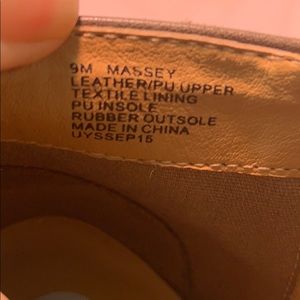 9M MASSEY
LEATHER/PU UPPER
TEXTILE LINING
PU INSOLE
RUBBER OUTSOLE
MADE IN CHINA
UYSSEP15